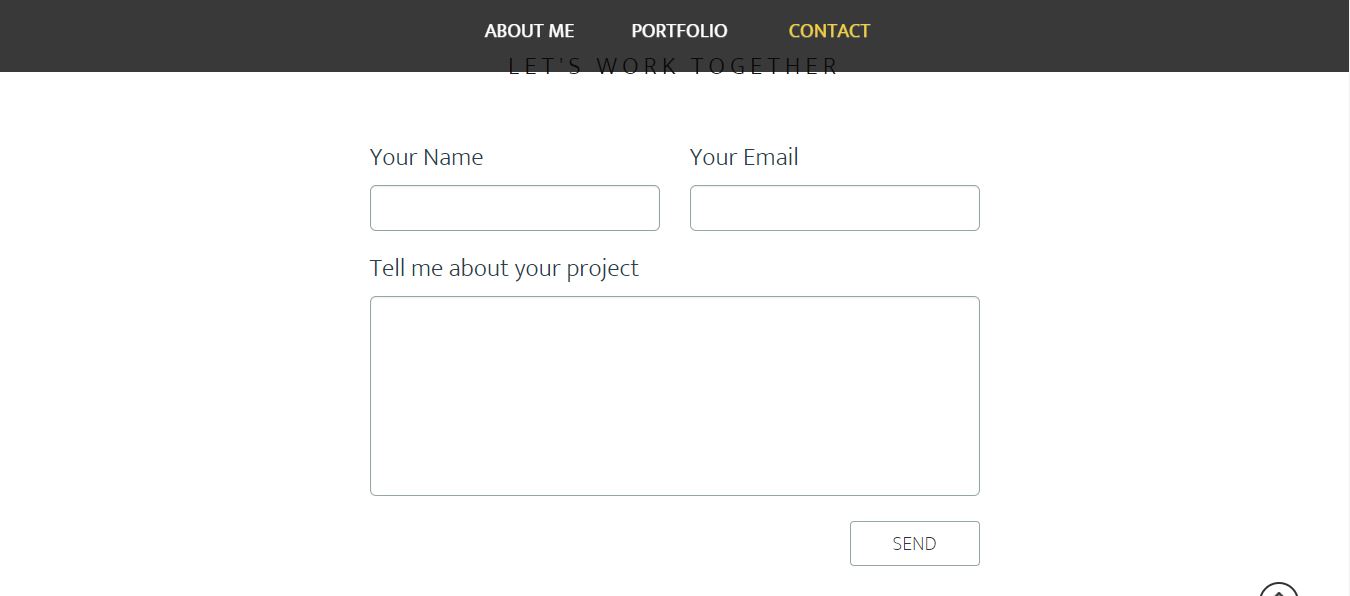 ABOUT ME PORTFOLIO CONTACT
LET'S WORK TOGETHER
Your Name Your Email
Tell me about your project
SEND